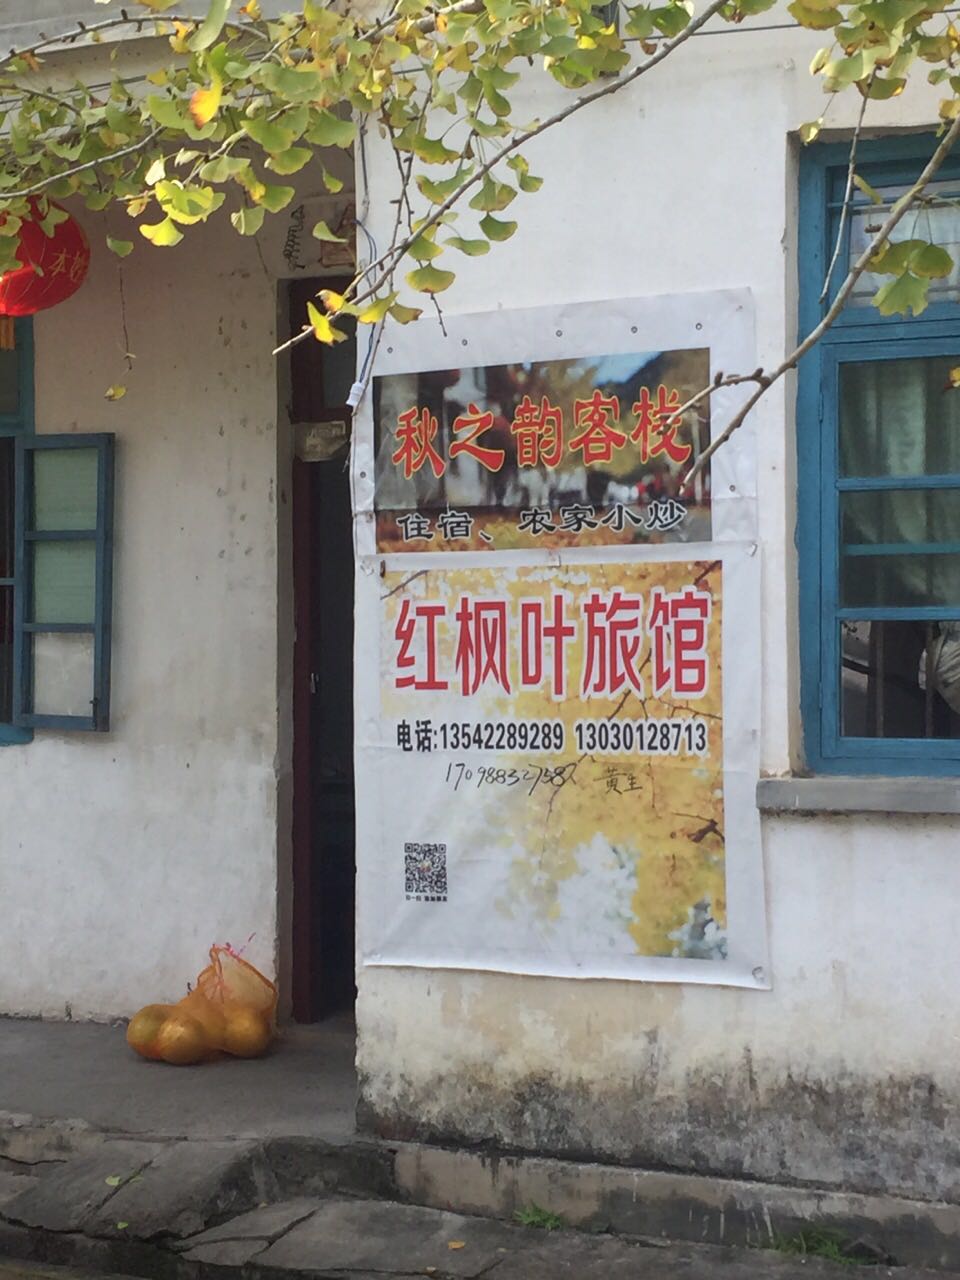 秋之韵客栈
住宿、农家小炒
红枫叶旅馆
电话:13542289289 13030128713
17098832758 黄生